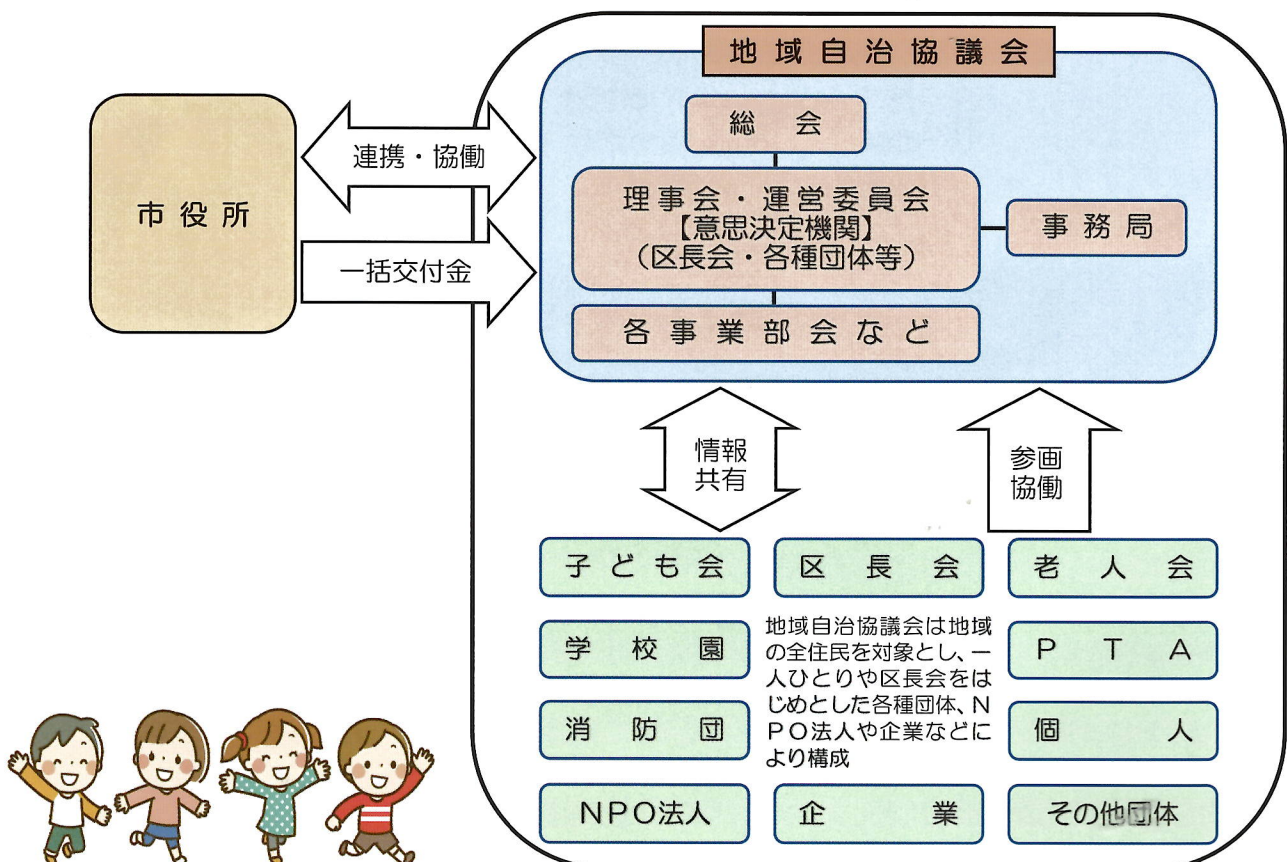 地域自治協議会
総会
市役所
連携・協働
一括交付金
理事会・運営委員会
【意思決定機関】
(区長会・各種団体等)
事務局
各事業部会など
情報
共有
参画
協働
子ども会
区長会
老人会
学校園
地域自治協議会は地域
の全住民を対象とし、一
人ひとりや区長会をは
じめとした各種団体、N
PO法人や企業などに
より構成
PTA
消防団
個人
NPO法人
企業
その他団体